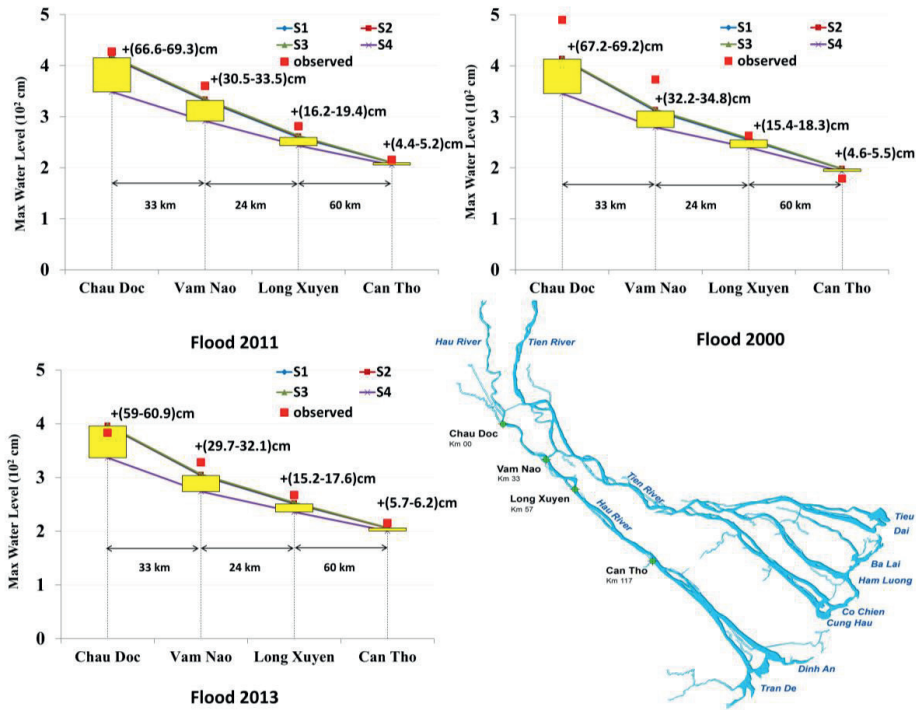 Max Water Level (10² cm)
5
4
3
2
1
0
S1
S2
S3
S4
observed
+(66.6-69.3)cm
+(30.5-33.5)cm
+(16.2-19.4)cm
+(4.4-5.2)cm
33 km
24 km
60 km
Chau Doc
Vam Nao
Long Xuyen
Can Tho
Flood 2011
Max Water Level (10² cm)
5
4
3
2
1
0
S1
S2
S3
S4
observed
+(67.2-69.2)cm
+(32.2-34.8)cm
+(15.4-18.3)cm
+(4.6-5.5)cm
33 km
24 km
60 km
Chau Doc
Vam Nao
Long Xuyen
Can Tho
Flood 2000
Max Water Level (10² cm)
5
4
3
2
1
0
S1
S2
S3
S4
observed
+(59-60.9)cm
+(29.7-32.1)cm
+(15.2-17.6)cm
+(5.7-6.2)cm
33 km
24 km
60 km
Chau Doc
Vam Nao
Long Xuyen
Can Tho
Flood 2013
Hau River
Tien River
Chau Doc
Km 00
Vam Nao
Km 33
Long Xuyen
Km 57
Tien River
Hau River
Can Tho
Km 117
Tieu
Dai
Ba Lai
Ham Luong
Co Chien
Cung Hau
Dinh An
Tran De